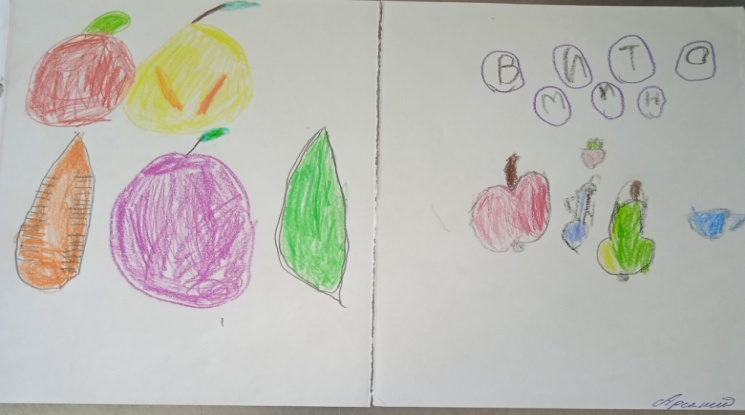 В И Т О
М И Н
Арсений